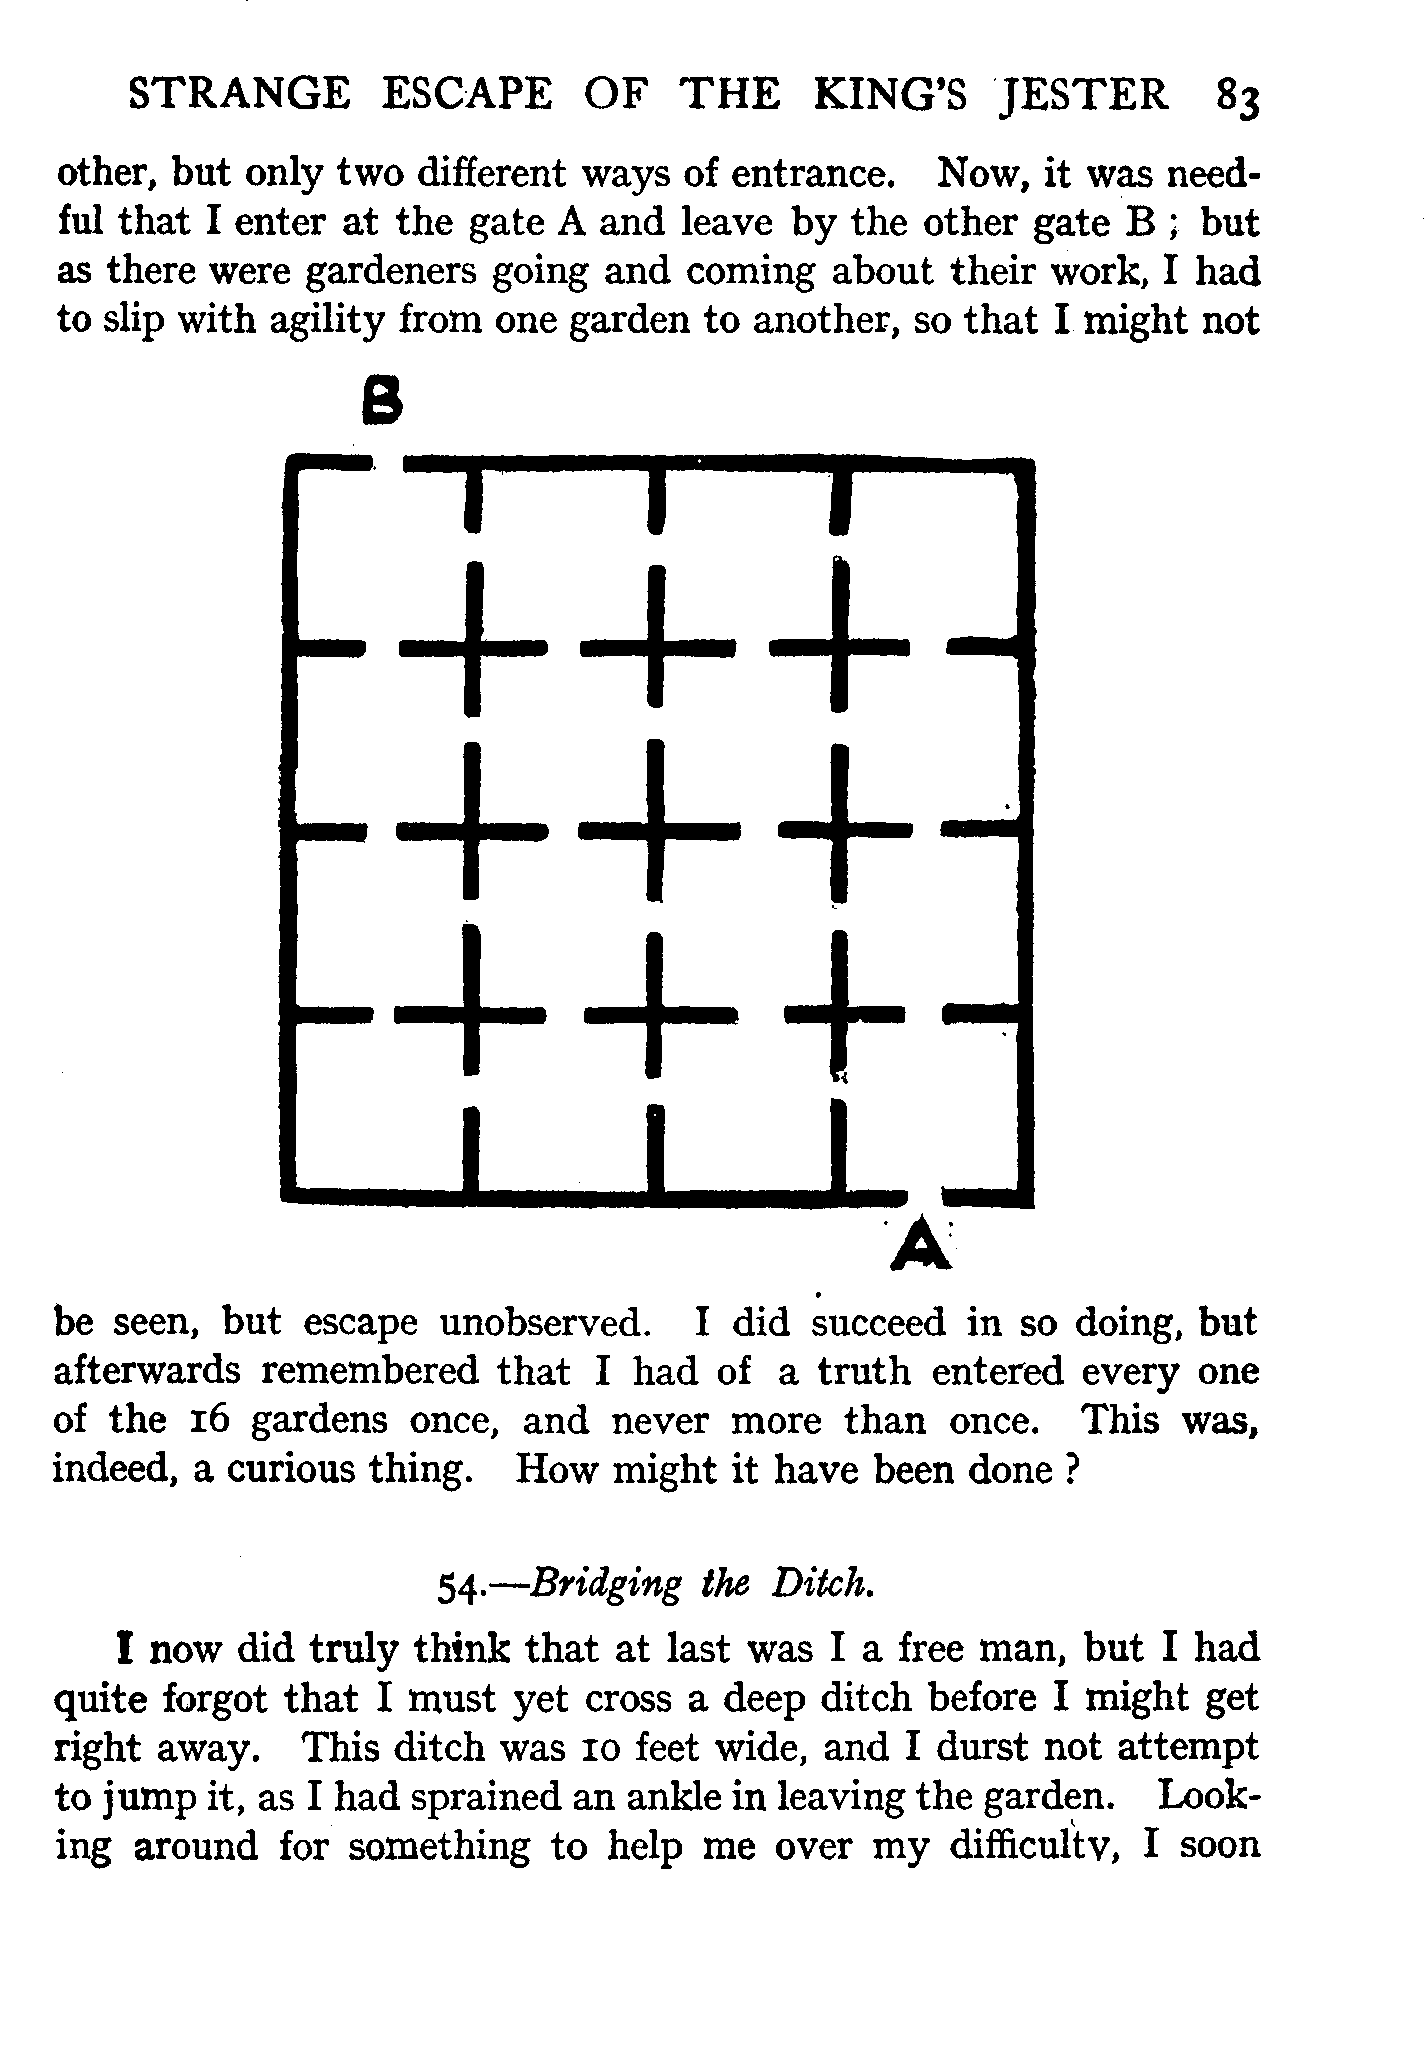 STRANGE ESCAPE OF THE KING'S JESTER 83
other, but only two different ways of entrance. Now, it was need-
ful that I enter at the gate A and leave by the other gate B ; but
as there were gardeners going and coming about their work, I had
to slip with agility from one garden to another, so that I might not
B
A
be seen, but escape unobserved. I did succeed in so doing, but
afterwards remembered that I had of a truth entered every one
of the 16 gardens once, and never more than once. This was,
indeed, a curious thing. How might it have been done ?
54.—Bridging the Ditch.
I now did truly think that at last was I a free man, but I had
quite forgot that I must yet cross a deep ditch before I might get
right away. This ditch was 10 feet wide, and I durst not attempt
to jump it, as I had sprained an ankle in leaving the garden. Look-
ing around for something to help me over my difficulty, I soon